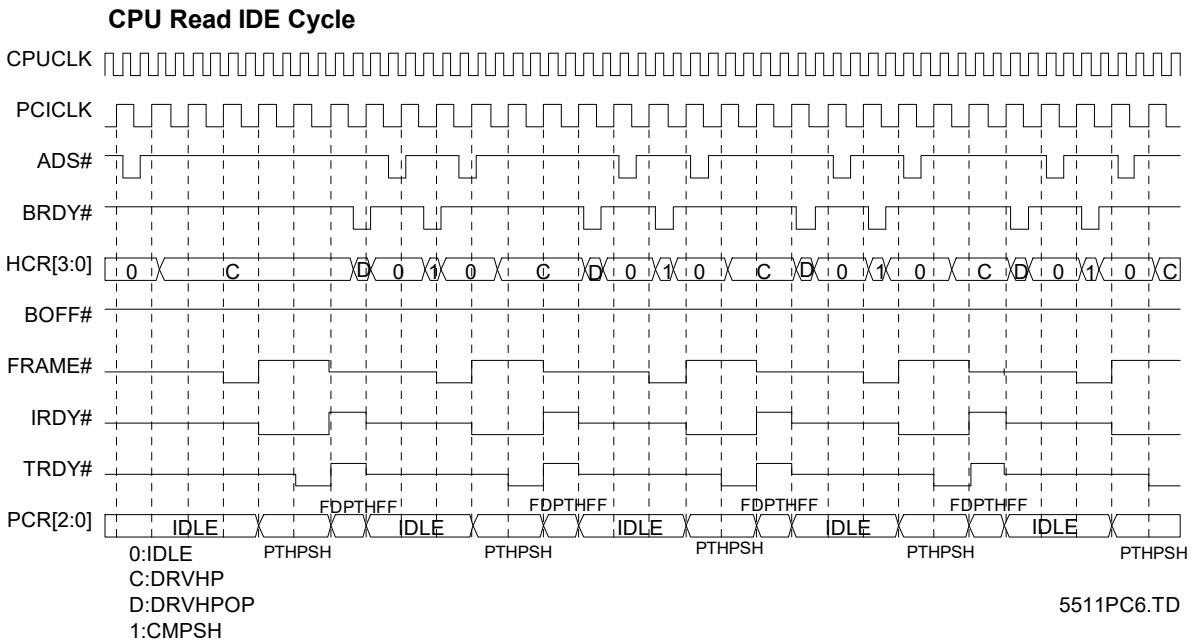 CPU Read IDE Cycle
CPUCLK
PCICLK
ADS#
BRDY#
HCR[3:0] 0 C D 0 1 0 C D 0 1 0 C D 0 1 0 C D 0 1 0 C
BOFF#
FRAME#
IRDY#
TRDY#
FDPTHFF FDPTHFF FDPTHFF FDPTHFF
PCR[2:0] IDLE IDLE IDLE IDLE IDLE
PTHPSH PTHPSH PTHPSH PTHPSH PTHPSH
0:IDLE
C:DRVHP
D:DRVHPOP 5511PC6.TD
1:CMPSH